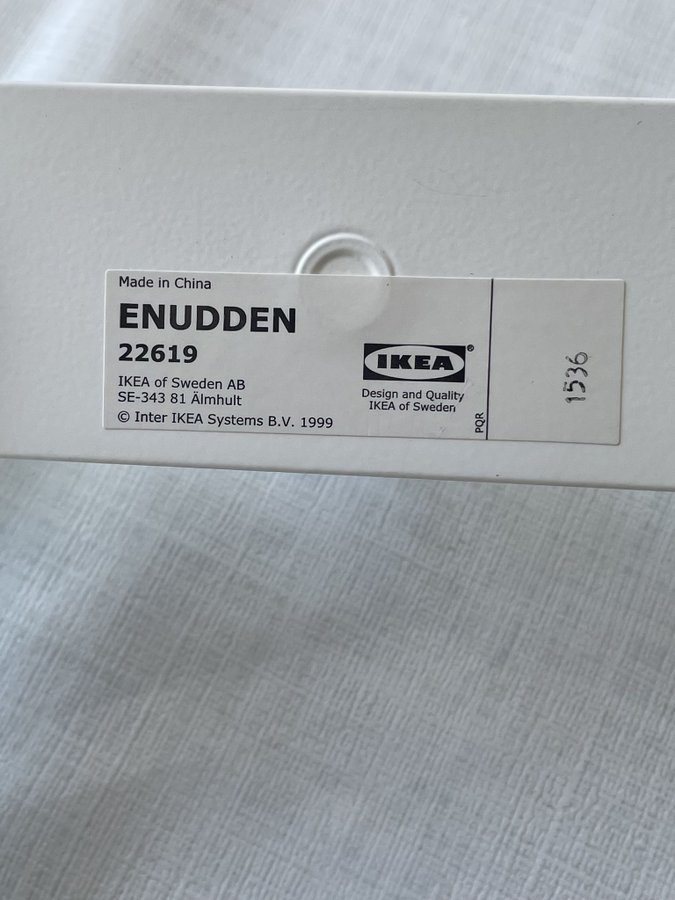 Made in China
ENUDDEN
22619
IKEA of Sweden AB
SE-343 81 Älmhult
© Inter IKEA Systems B.V. 1999
IKEA®
Design and Quality
IKEA of Sweden
PQR
1536